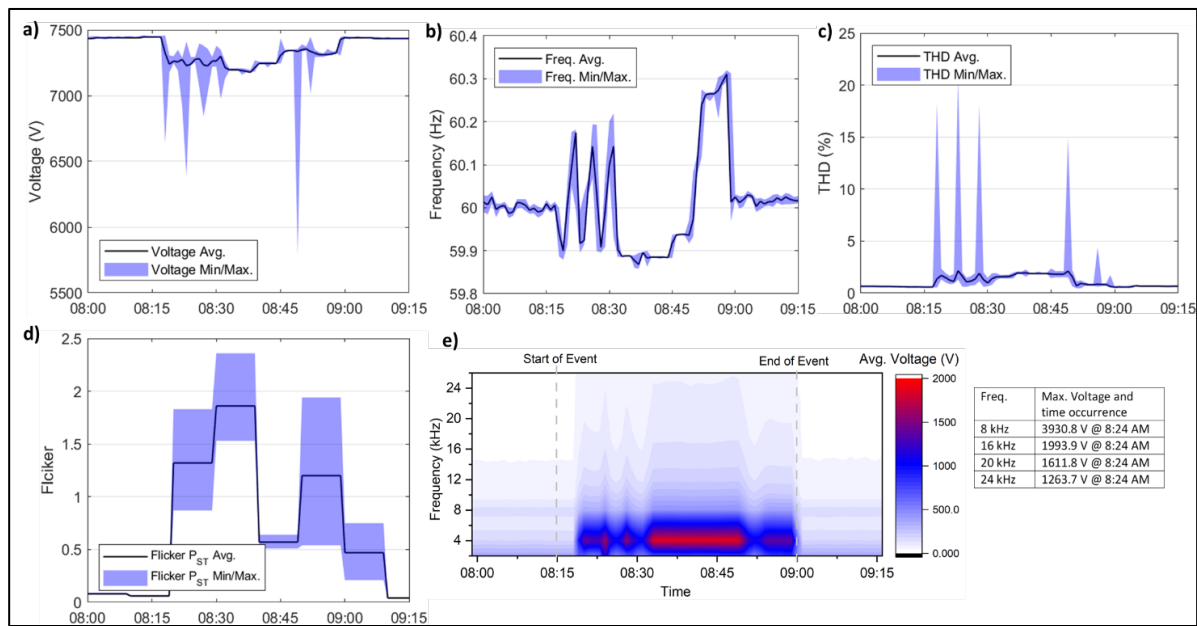 a)
7500
7000
6500
6000
5500
Voltage (V)
Voltage Avg.
Voltage Min/Max.
08:00 08:15 08:30 08:45 09:00 09:15
b)
60.4
60.3
60.2
60.1
60
59.9
59.8
Frequency (Hz)
Freq. Avg.
Freq. Min/Max.
08:00 08:15 08:30 08:45 09:00 09:15
c)
25
20
15
10
5
0
THD (%)
THD Avg.
THD Min/Max.
08:00 08:15 08:30 08:45 09:00 09:15
d)
2.5
2
1.5
1
0.5
0
Flciker
Flicker PST Avg.
Flicker PST Min/Max.
08:00 08:15 08:30 08:45 09:00 09:15
e)
Start of Event
End of Event
Avg. Voltage (V)
24
20
16
12
8
4
Frequency (kHz)
08:00 08:15 08:30 08:45 09:00 09:15
Time
2000
1500
1000
500.0
0.000
Freq. Max. Voltage and
time occurrence
8 kHz 3930.8 V @ 8:24 AM
16 kHz 1993.9 V @ 8:24 AM
20 kHz 1611.8 V @ 8:24 AM
24 kHz 1263.7 V @ 8:24 AM